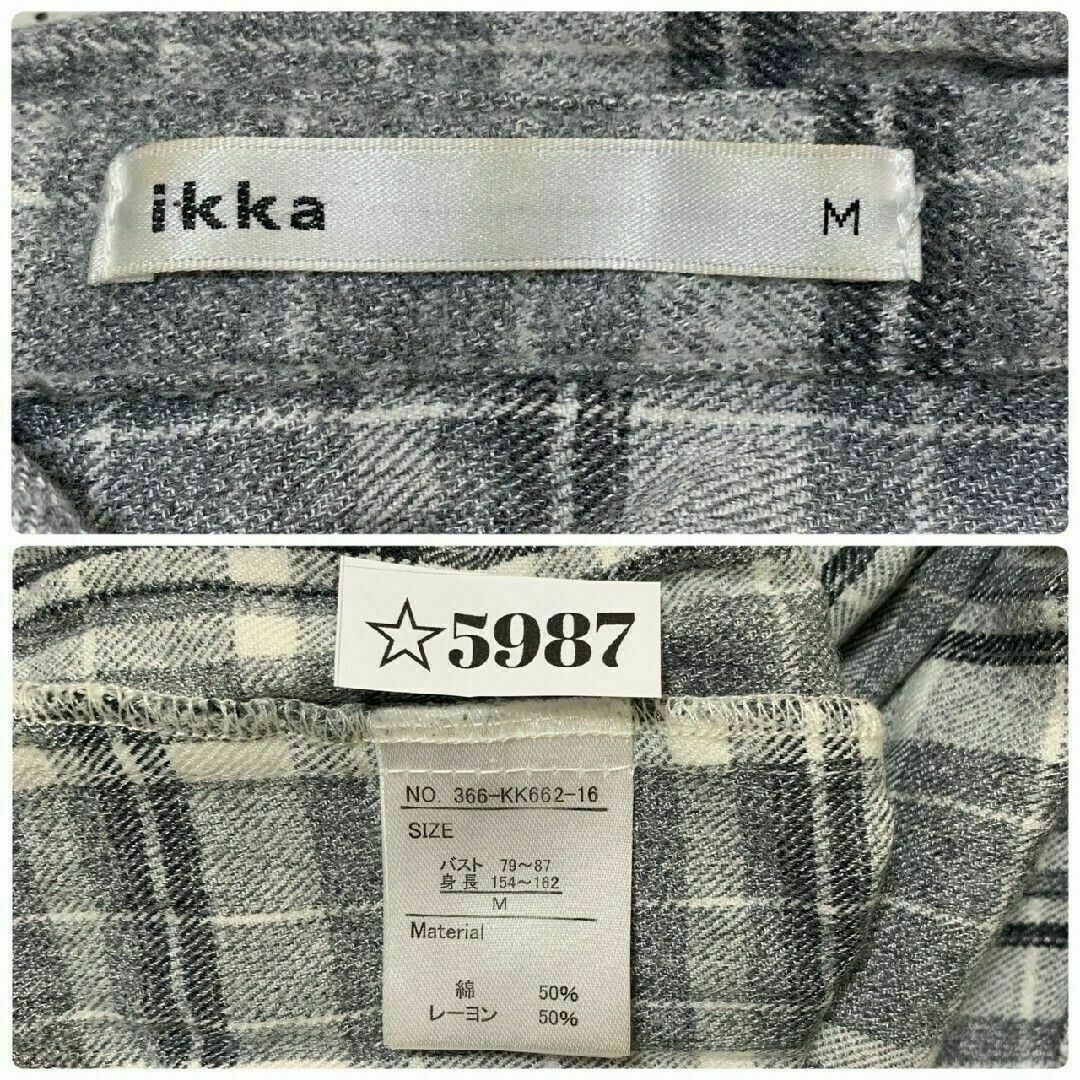 ikka M
☆5987
NO. 366-KK662-16
SIZE
バスト 79～87
身長 154～162
M
Material
綿 50%
レーヨン 50%